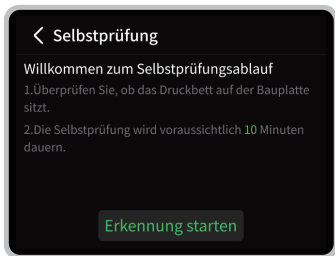 Selbstprüfung
Willkommen zum Selbstprüfungsablauf
1.Überprüfen Sie, ob das Druckbett auf der Bauplatte
sitzt.
2.Die Selbstprüfung wird voraussichtlich 10 Minuten
dauern.
Erkennung starten